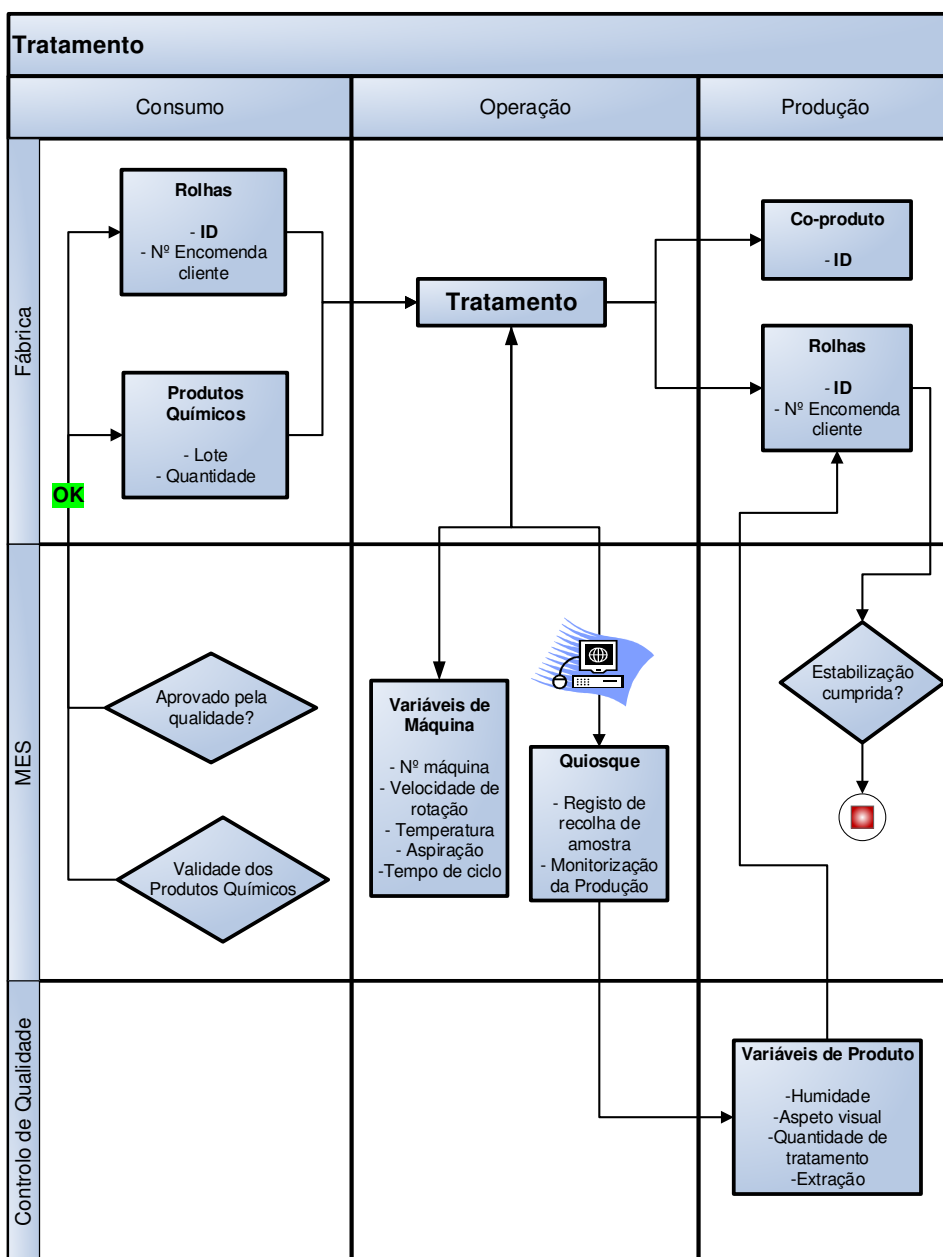 Tratamento
Consumo
Operação
Produção
Fábrica
Rolhas
- ID
- Nº Encomenda
cliente
Produtos
Químicos
- Lote
- Quantidade
OK
Tratamento
Co-produto
- ID
Rolhas
- ID
- Nº Encomenda
cliente
MES
Aprovado pela
qualidade?
Validade dos
Produtos Químicos
Variáveis de
Máquina
- Nº máquina
- Velocidade de
rotação
- Temperatura
- Aspiração
-Tempo de ciclo
Quiosque
- Registo de
recolha de
amostra
- Monitorização
da Produção
Estabilização
cumprida?
Controlo de Qualidade
Variáveis de Produto
-Humidade
-Aspeto visual
-Quantidade de
tratamento
-Extração